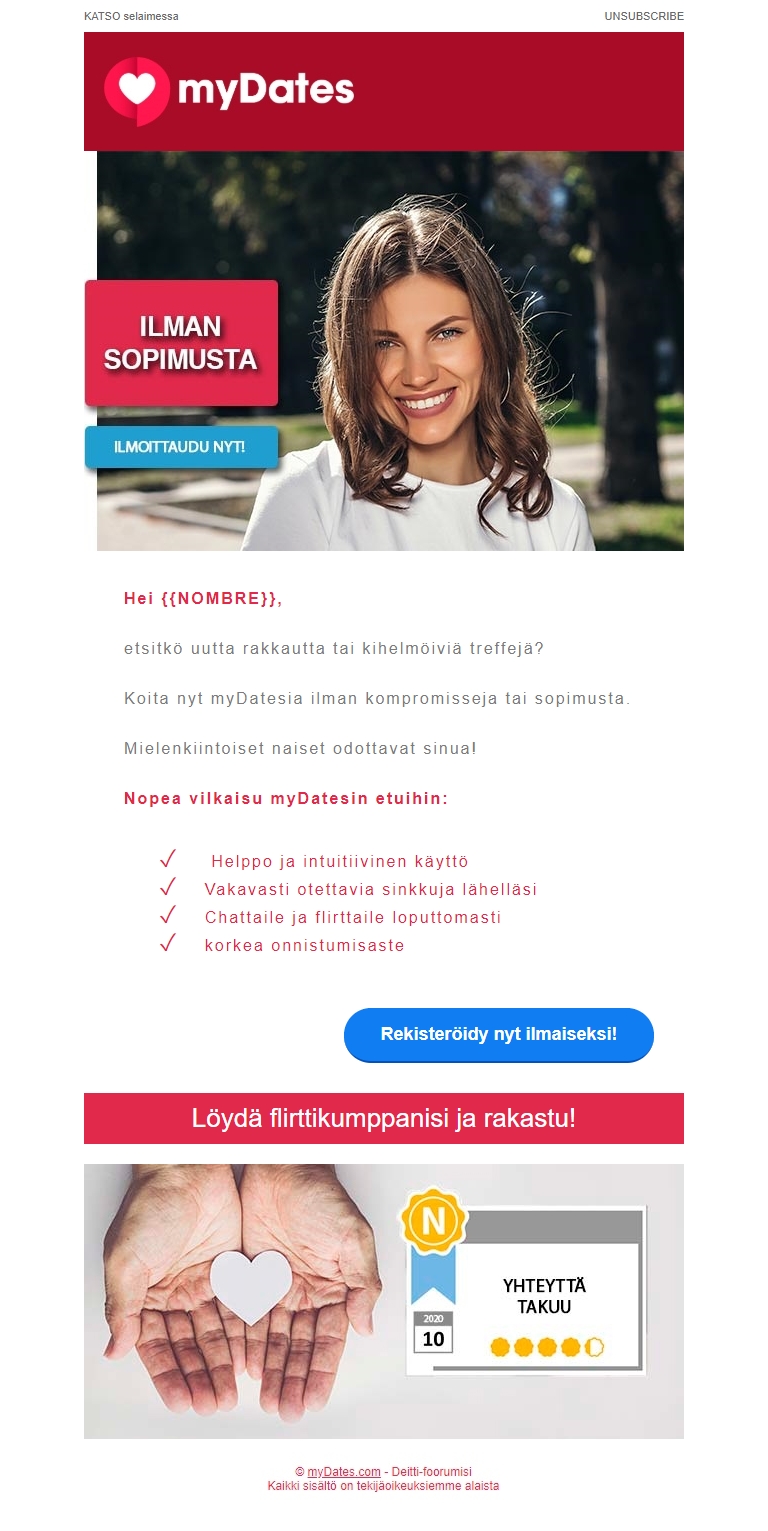 KATSO selaimessa
UNSUBSCRIBE
myDates
ILMAN
SOPIMUSTA
ILMOITTAUDU NYT!
Hei {{NOMBRE}},
etsitkö uutta rakkautta tai kihelmöiviä treffejä?
Koita nyt myDatesia ilman kompromisseja tai sopimusta.
Mielenkiintoiset naiset odottavat sinua!
Nopea vilkaisu myDatesin etuihin:
✓ Helppo ja intuitiivinen käyttö
✓ Vakavasti otettavia sinkkuja lähelläsi
✓ Chattaile ja flirttaile loputtomasti
✓ korkea onnistumisaste
Rekisteröidy nyt ilmaiseksi!
Löydä flirttikumppanisi ja rakastu!
N
YHTEYTTÄ
TAKUU
2020
10
© myDates.com - Deitti-foorumisi
Kaikki sisältö on tekijäoikeuksiemme alaista